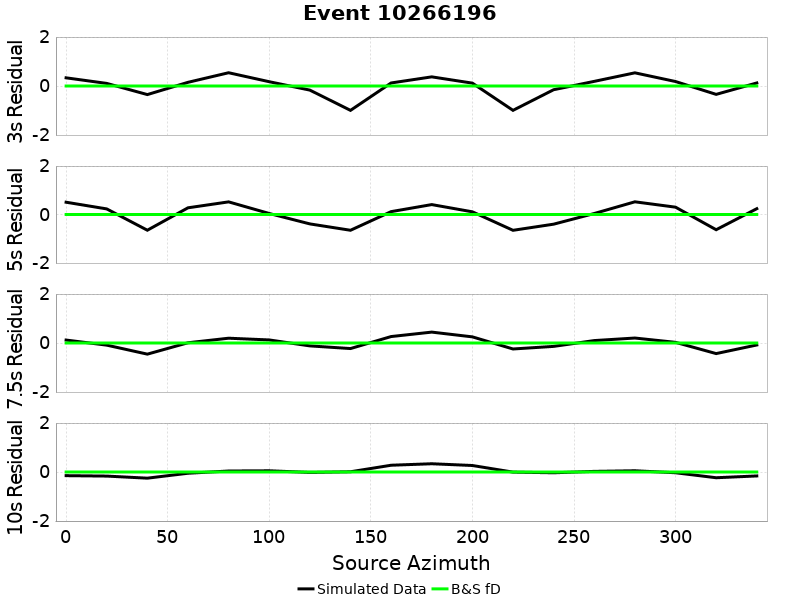 Event 10266196
3s Residual
2
0
-2
5s Residual
2
0
-2
7.5s Residual
2
0
-2
10s Residual
2
0
-2
0 50 100 150 200 250 300
Source Azimuth
Simulated Data B&S fD